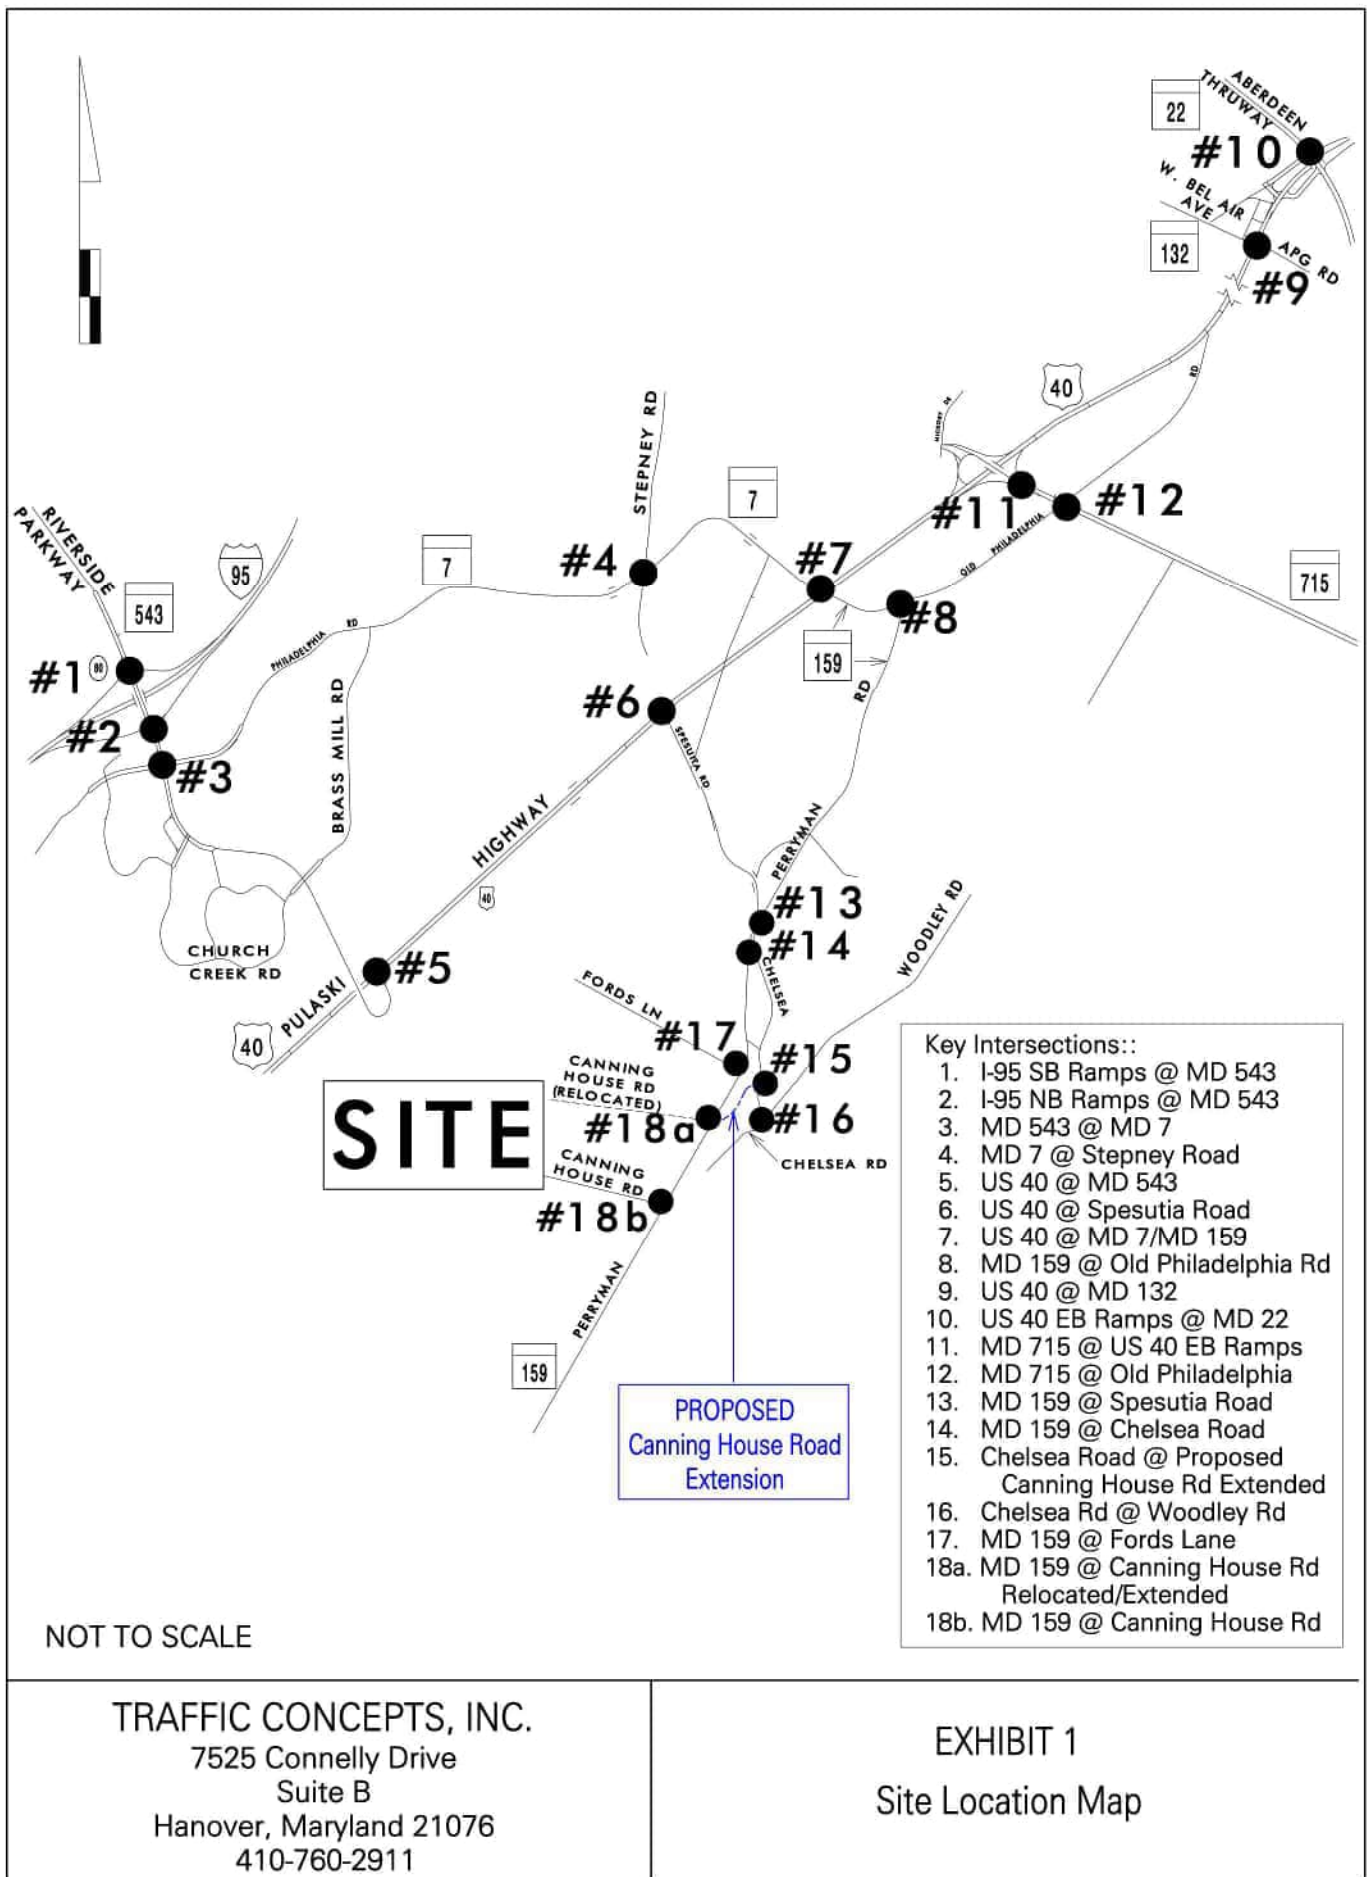 ABERDEEN
THRUWAY
22
#10
W. BEL AIR
AVE
132
APG RD
#9
RD
40
HICKORY DR
STEPNEY RD
7
#11
#12
PHILADELPHIA
OLD
715
RIVERSIDE
PARKWAY
95
7
#4
#7
#8
543
159
RD
PHILADELPHIA
RD
#1
#2
#3
BRASS MILL RD
#6
SPESUTIA RD
HIGHWAY
40
PERRYMAN
#13
#14
CHELSEA
WOODLEY RD
CHURCH
CREEK RD
#5
PULASKI
40
FORDS LN
#17
#15
CANNING
HOUSE RD
(RELOCATED)
#18a
#16
CHELSEA RD
SITE
CANNING
HOUSE RD
#18b
PERRYMAN
159
PROPOSED
Canning House Road
Extension
Key Intersections::
1. I-95 SB Ramps @ MD 543
2. I-95 NB Ramps @ MD 543
3. MD 543 @ MD 7
4. MD 7 @ Stepney Road
5. US 40 @ MD 543
6. US 40 @ Spesutia Road
7. US 40 @ MD 7/MD 159
8. MD 159 @ Old Philadelphia Rd
9. US 40 @ MD 132
10. US 40 EB Ramps @ MD 22
11. MD 715 @ US 40 EB Ramps
12. MD 715 @ Old Philadelphia
13. MD 159 @ Spesutia Road
14. MD 159 @ Chelsea Road
15. Chelsea Road @ Proposed
Canning House Rd Extended
16. Chelsea Rd @ Woodley Rd
17. MD 159 @ Fords Lane
18a. MD 159 @ Canning House Rd
Relocated/Extended
18b. MD 159 @ Canning House Rd
NOT TO SCALE
TRAFFIC CONCEPTS, INC.
7525 Connelly Drive
Suite B
Hanover, Maryland 21076
410-760-2911
EXHIBIT 1
Site Location Map